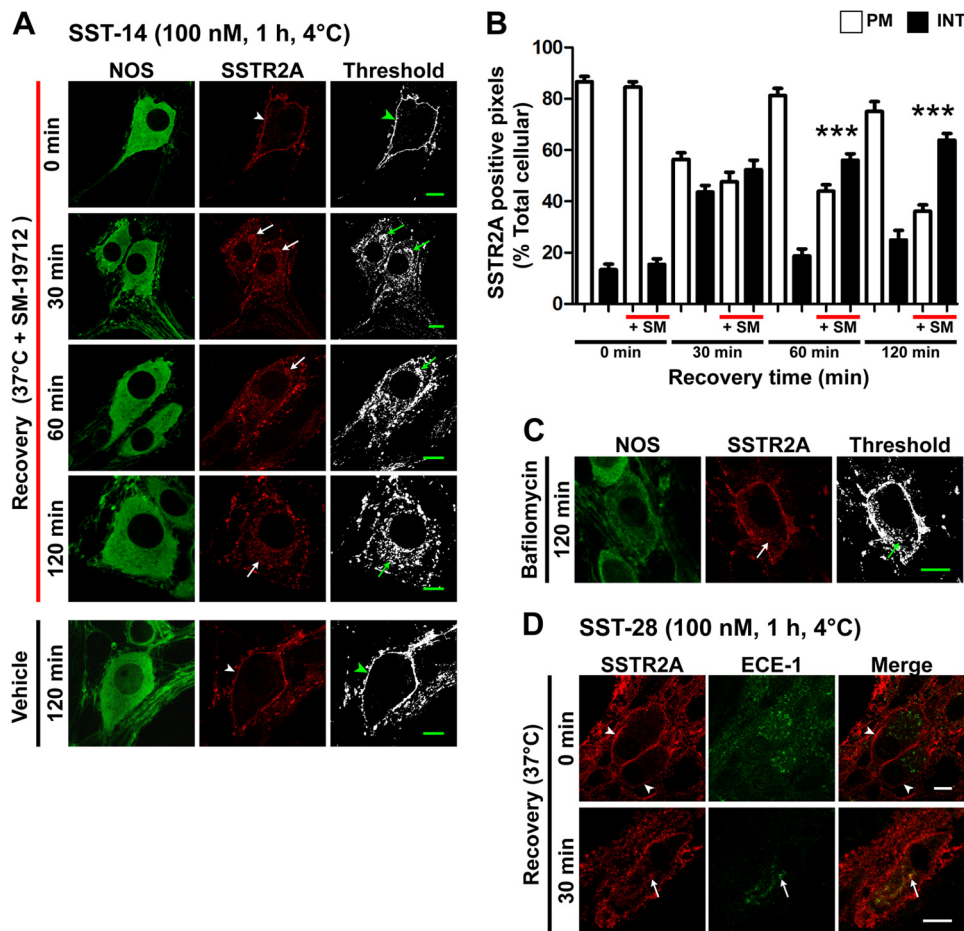 A
SST-14 (100 nM, 1 h, 4°C)
NOS SSTR2A Threshold
Recovery (37°C + SM-19712)
0 min
30 min
60 min
120 min
Vehicle
120 min
B
PM INT
SSTR2A positive pixels
(% Total cellular)
100
80
60
40
20
0
*** ***
+ SM + SM + SM + SM
0 min 30 min 60 min 120 min
Recovery time (min)
C
NOS SSTR2A Threshold
Bafilomycin
120 min
D
SST-28 (100 nM, 1 h, 4°C)
SSTR2A ECE-1 Merge
Recovery (37°C)
0 min
30 min